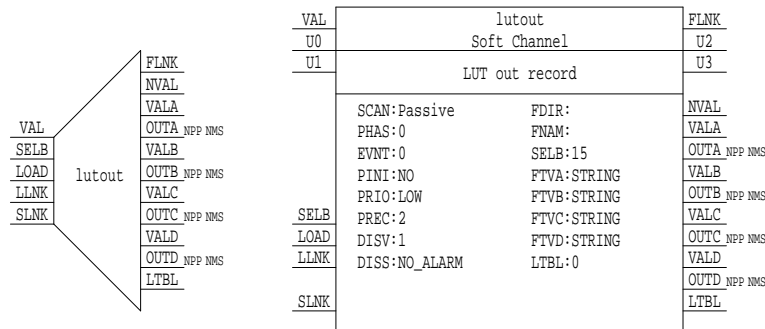 FLNK
NVAL
VALA
VAL OUTA NPP NMS
SELB VALB
LOAD lutout OUTB NPP NMS
LLNK VALC
SLNK OUTC NPP NMS
VALD
OUTD NPP NMS
LTBL
VAL lutout FLNK
U0 Soft Channel U2
U1 LUT out record U3
SCAN:Passive FDIR: NVAL
PHAS:0 FNAM: VALA
EVNT:0 SELB:15 OUTA NPP NMS
PINI:NO FTVA:STRING VALB
PRIO:LOW FTVB:STRING OUTB NPP NMS
SELB PREC:2 FTVC:STRING VALC
LOAD DISV:1 FTVD:STRING OUTC NPP NMS
LLNK DISS:NO_ALARM LTBL:0 VALD
OUTD NPP NMS
SLNK LTBL